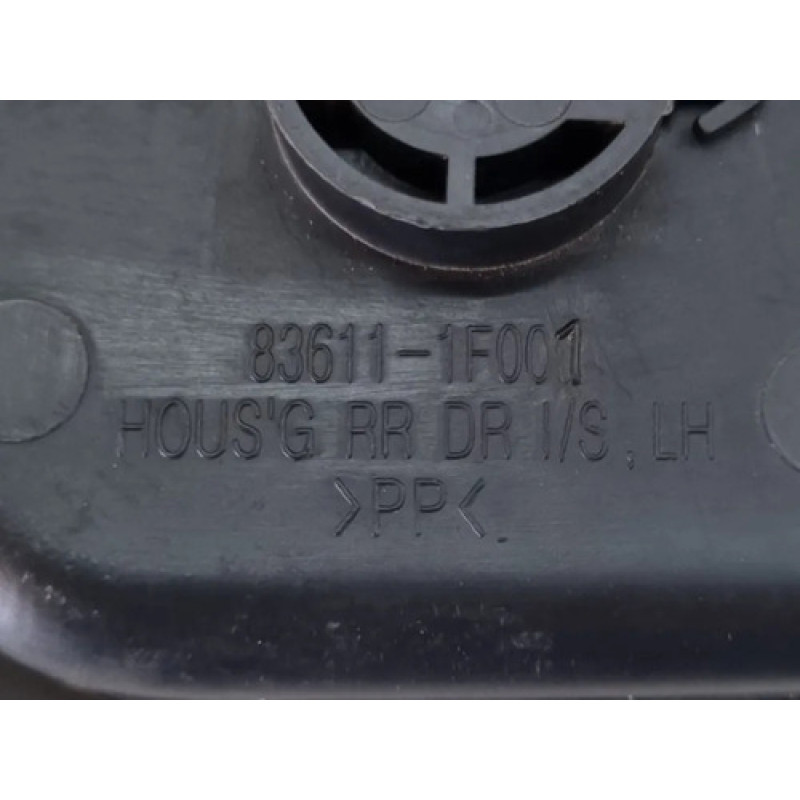 83611-1F001
HOUS'G RR DR I/S, LH
>PP<